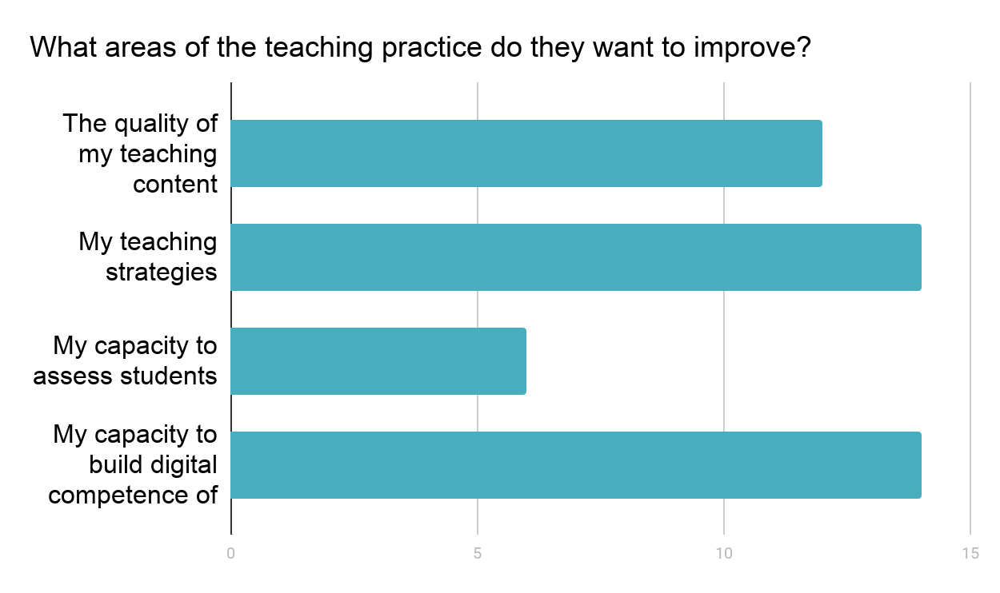 What areas of the teaching practice do they want to improve?
The quality of
my teaching
content
My teaching
strategies
My capacity to
assess students
My capacity to
build digital
competence of
0 5 10 15